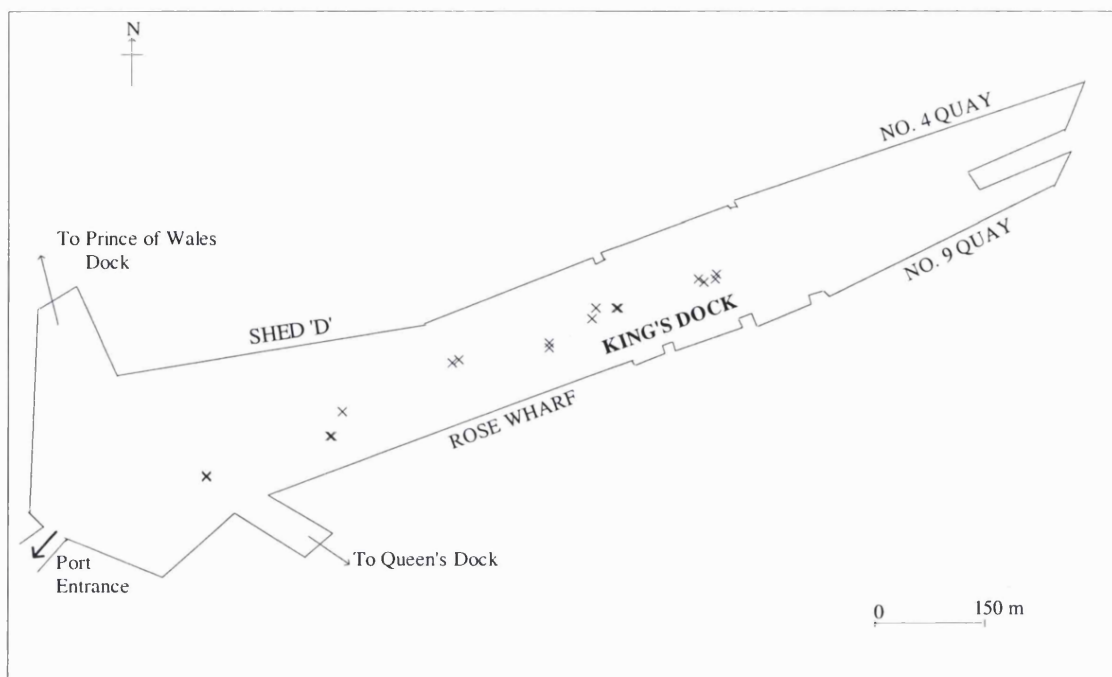 N
NO. 4 QUAY
To Prince of Wales
Dock
NO. 9 QUAY
SHED 'D'
KING'S DOCK
ROSE WHARF
Port
Entrance
To Queen's Dock
0 150 m